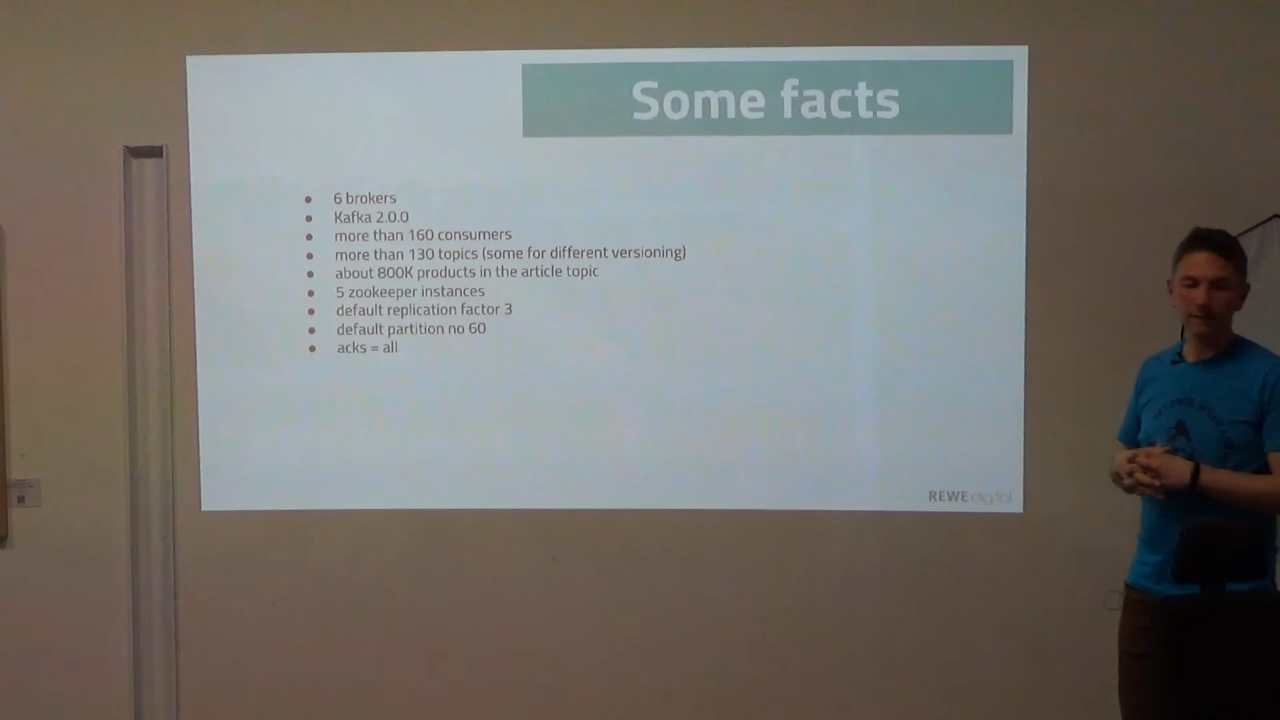 Some facts
6 brokers
Kafka 2.0.0
more than 160 consumers
more than 130 topics (some for different versioning)
about 800K products in the article topic
5 zookeeper instances
default replication factor 3
default partition no 60
acks = all
REWE digital